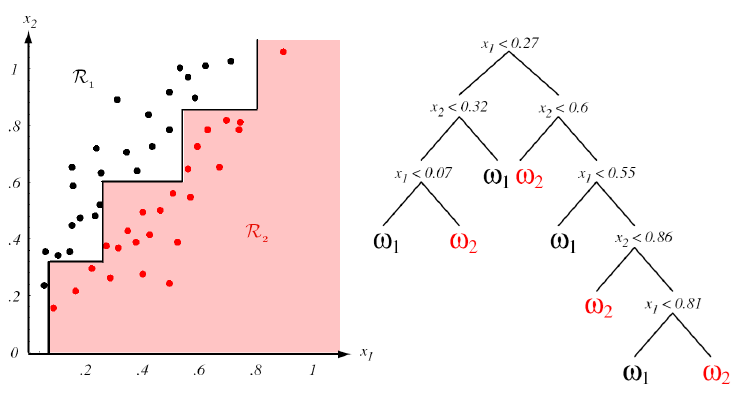 x₂
1
.8
.6
.4
.2
0
.2 .4 .6 .8 1
x₁
R₁
R₂
x₁ < 0.27
x₂ < 0.32 x₂ < 0.6
x₁ < 0.07 ω₁ ω₂ x₁ < 0.55
ω₁ ω₂ ω₁ x₂ < 0.86
ω₂ x₁ < 0.81
ω₁ ω₂